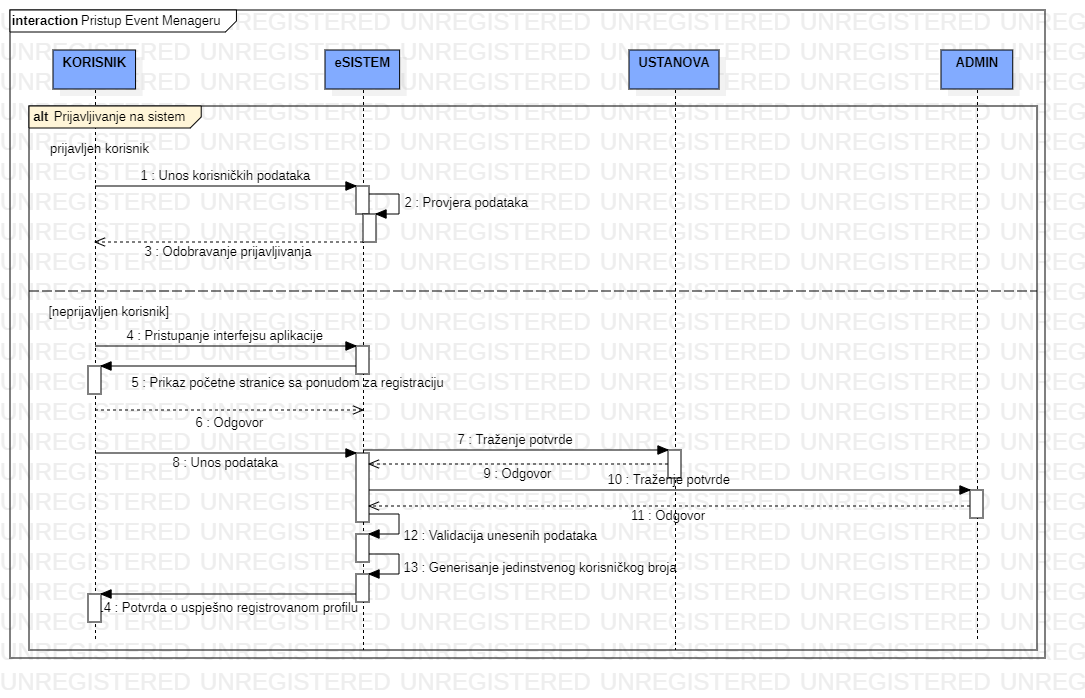 interaction Pristup Event Menageru
KORISNIK
eSISTEM
USTANOVA
ADMIN
alt Prijavljivanje na sistem
prijavljen korisnik
1 : Unos korisničkih podataka
2 : Provjera podataka
3 : Odobravanje prijavljivanja
[neprijavljen korisnik]
4 : Pristupanje interfejsu aplikacije
5 : Prikaz početne stranice sa ponudom za registraciju
6 : Odgovor
7 : Traženje potvrde
8 : Unos podataka
9 : Odgovor
10 : Traženje potvrde
11 : Odgovor
12 : Validacija unesenih podataka
13 : Generisanje jedinstvenog korisničkog broja
14 : Potvrda o uspješno registrovanom profilu
UNREGISTERED